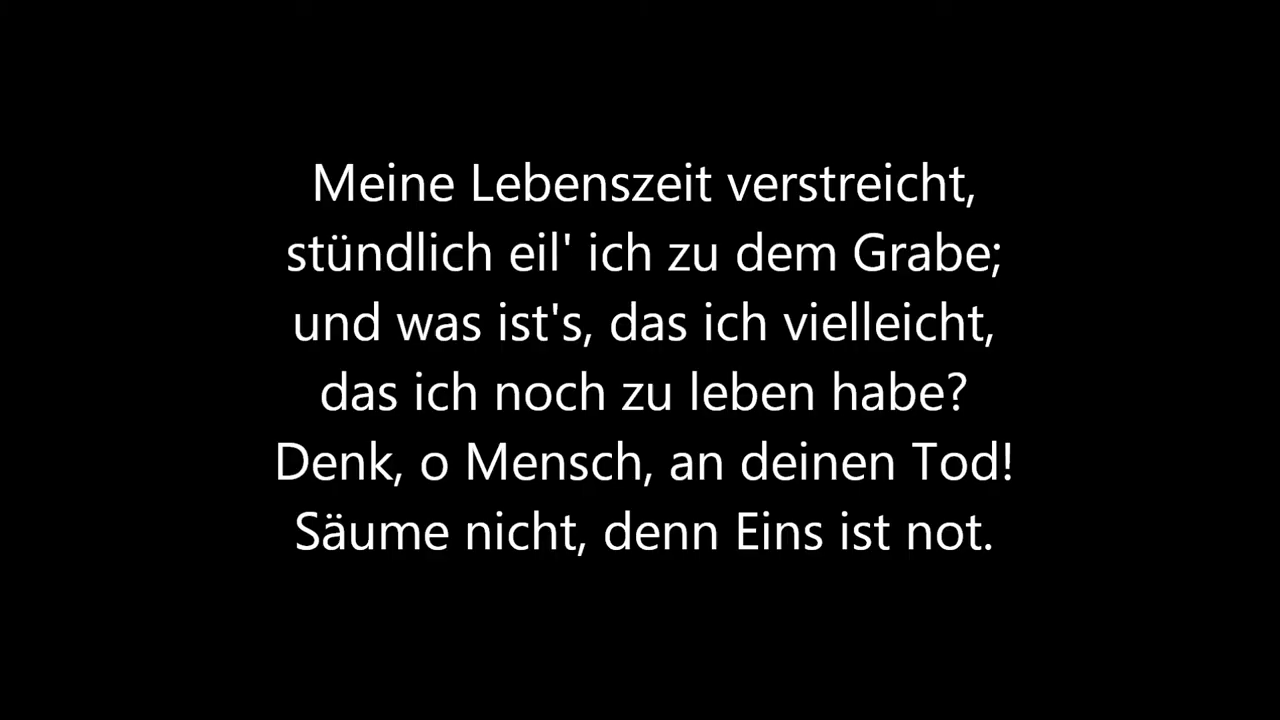 Meine Lebenszeit verstreicht,
stündlich eil' ich zu dem Grabe;
und was ist's, das ich vielleicht,
das ich noch zu leben habe?
Denk, o Mensch, an deinen Tod!
Säume nicht, denn Eins ist not.